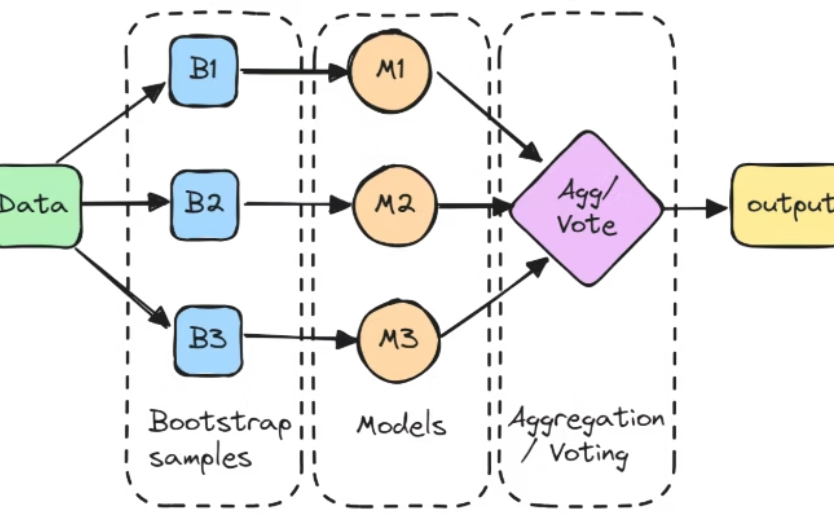 B1
M1
Data
B2
M2
Agg/
Vote
output
B3
M3
Bootstrap
samples
Models
Aggregation
/ Voting